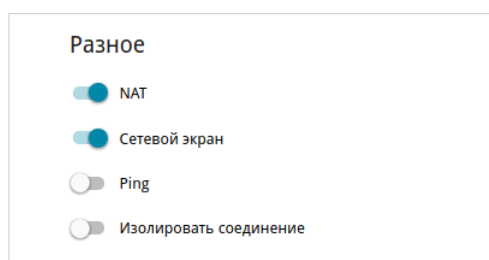 Разное
NAT
Сетевой экран
Ping
Изолировать соединение